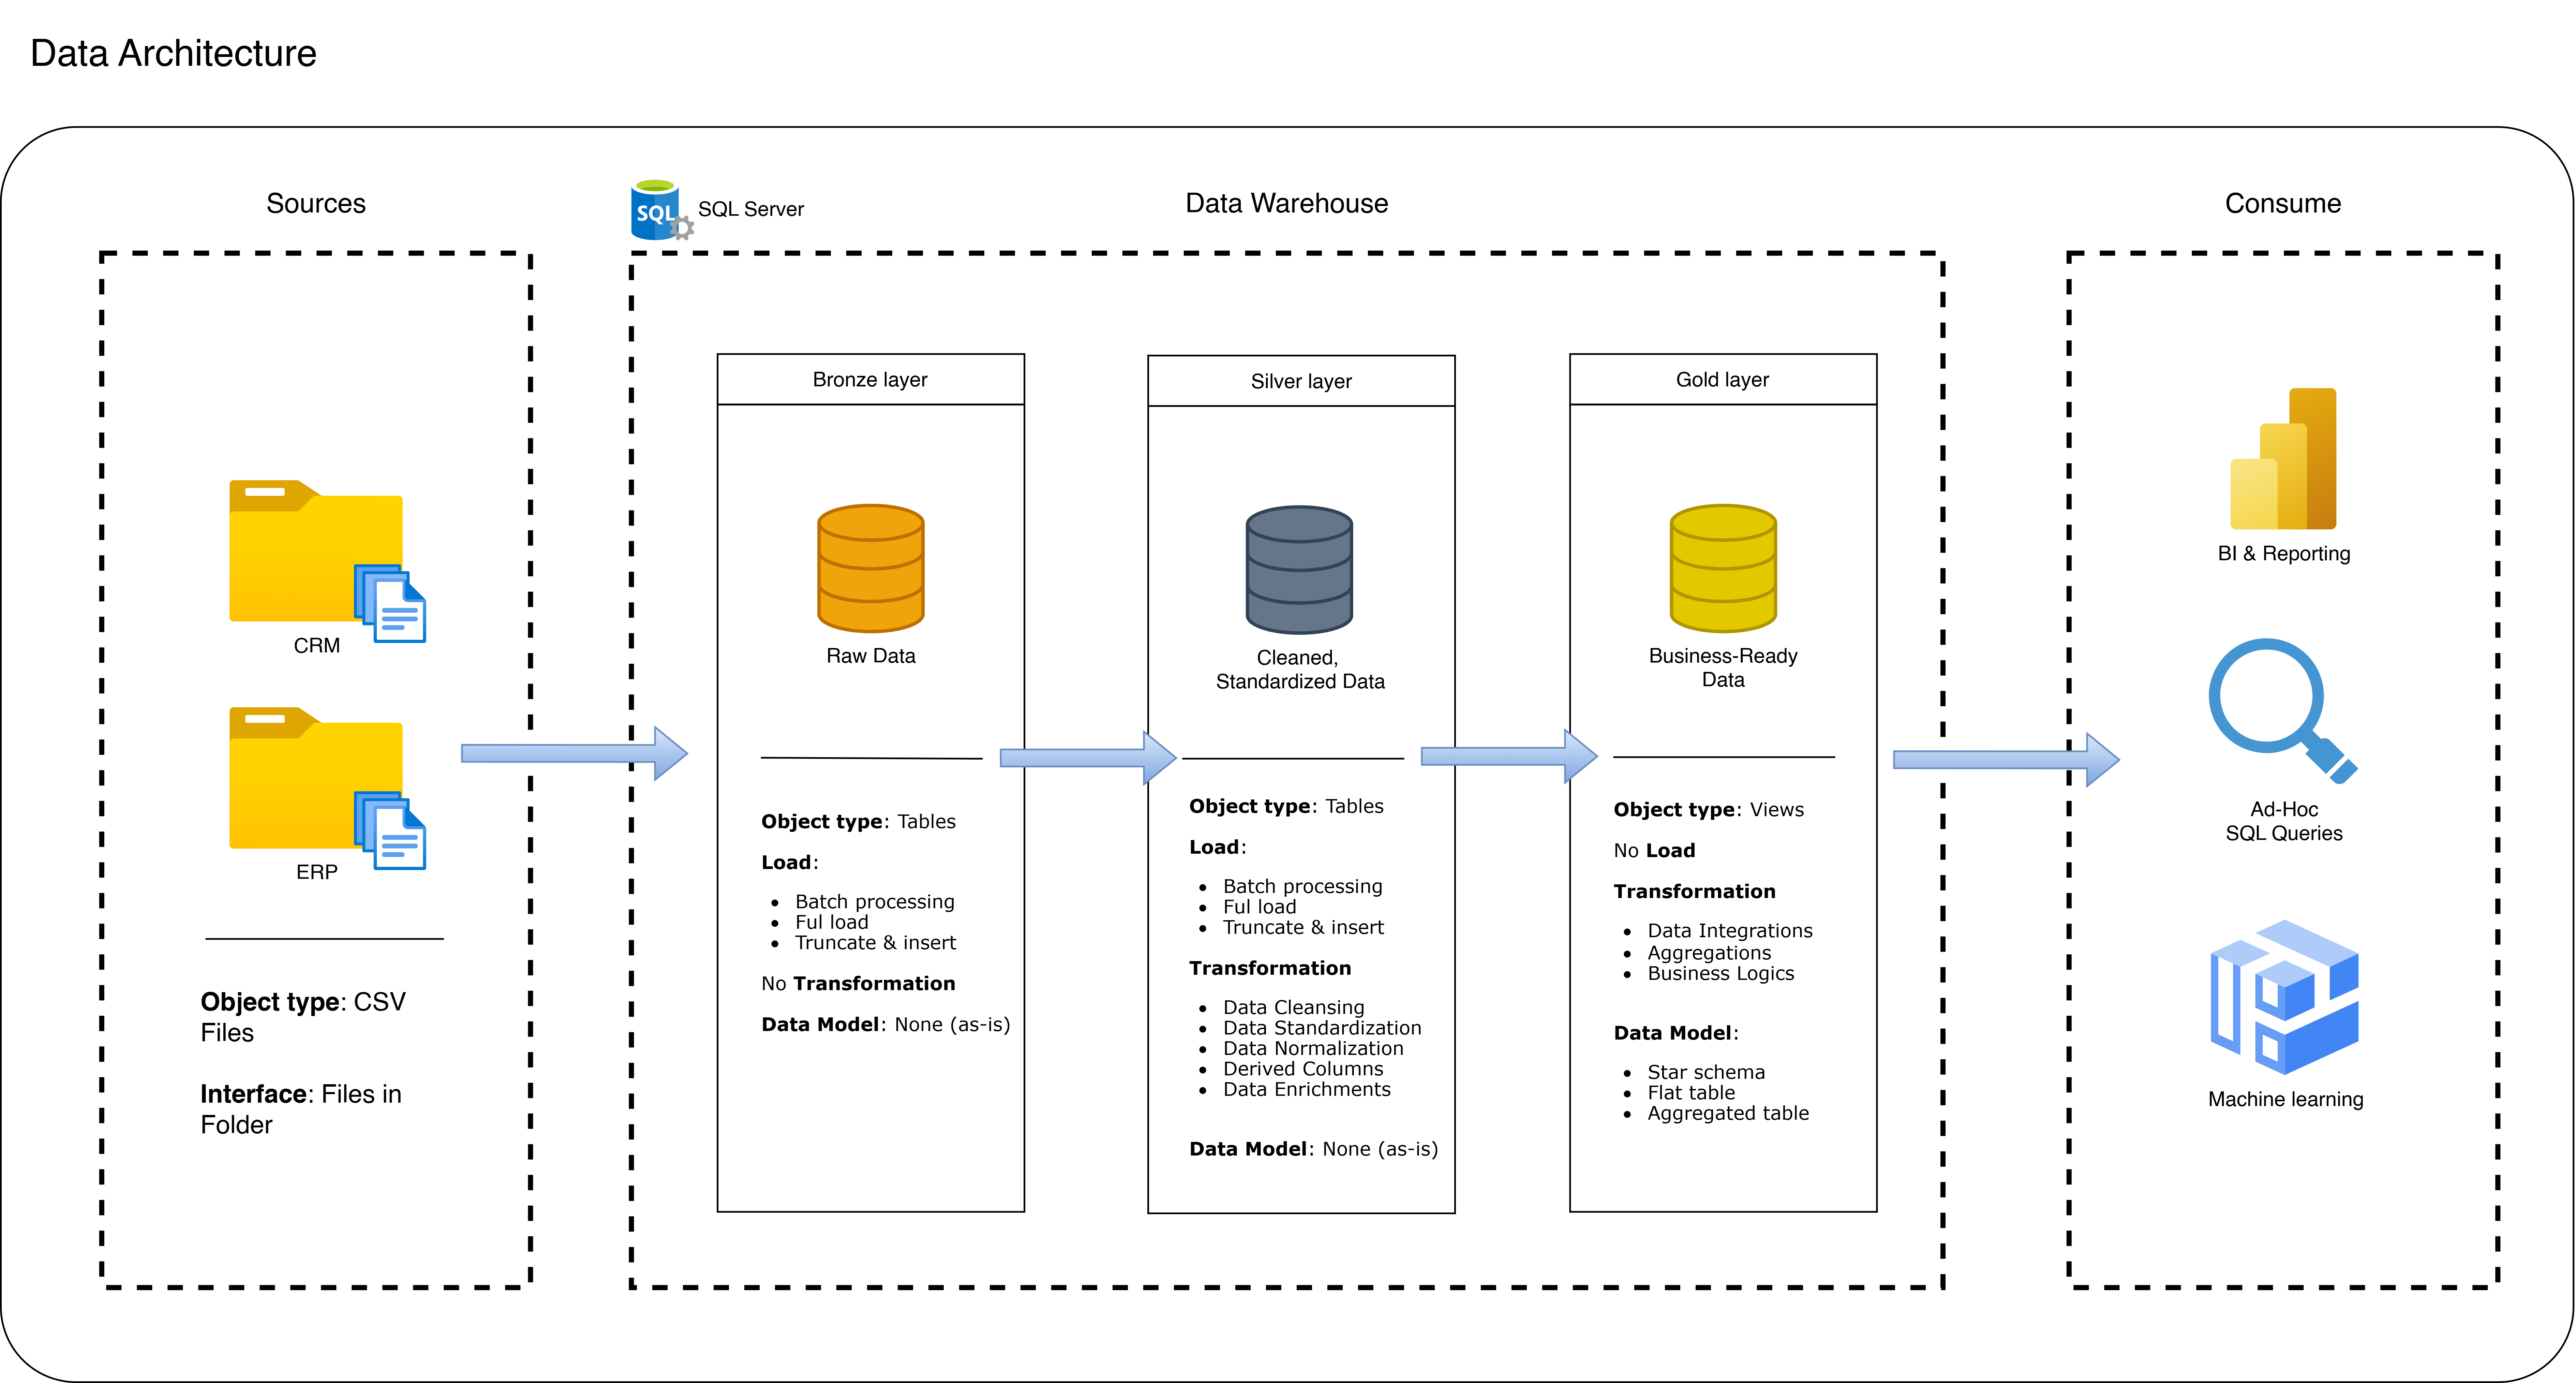 Data Architecture
Sources
CRM
ERP
Object type: CSV
Files
Interface: Files in
Folder
SQL
SQL Server
Data Warehouse
Bronze layer
Raw Data
Object type: Tables
Load:
• Batch processing
• Ful load
• Truncate & insert
No Transformation
Data Model: None (as-is)
Silver layer
Cleaned,
Standardized Data
Object type: Tables
Load:
• Batch processing
• Ful load
• Truncate & insert
Transformation
• Data Cleansing
• Data Standardization
• Data Normalization
• Derived Columns
• Data Enrichments
Data Model: None (as-is)
Gold layer
Business-Ready
Data
Object type: Views
No Load
Transformation
• Data Integrations
• Aggregations
• Business Logics
Data Model:
• Star schema
• Flat table
• Aggregated table
Consume
BI & Reporting
Ad-Hoc
SQL Queries
Machine learning